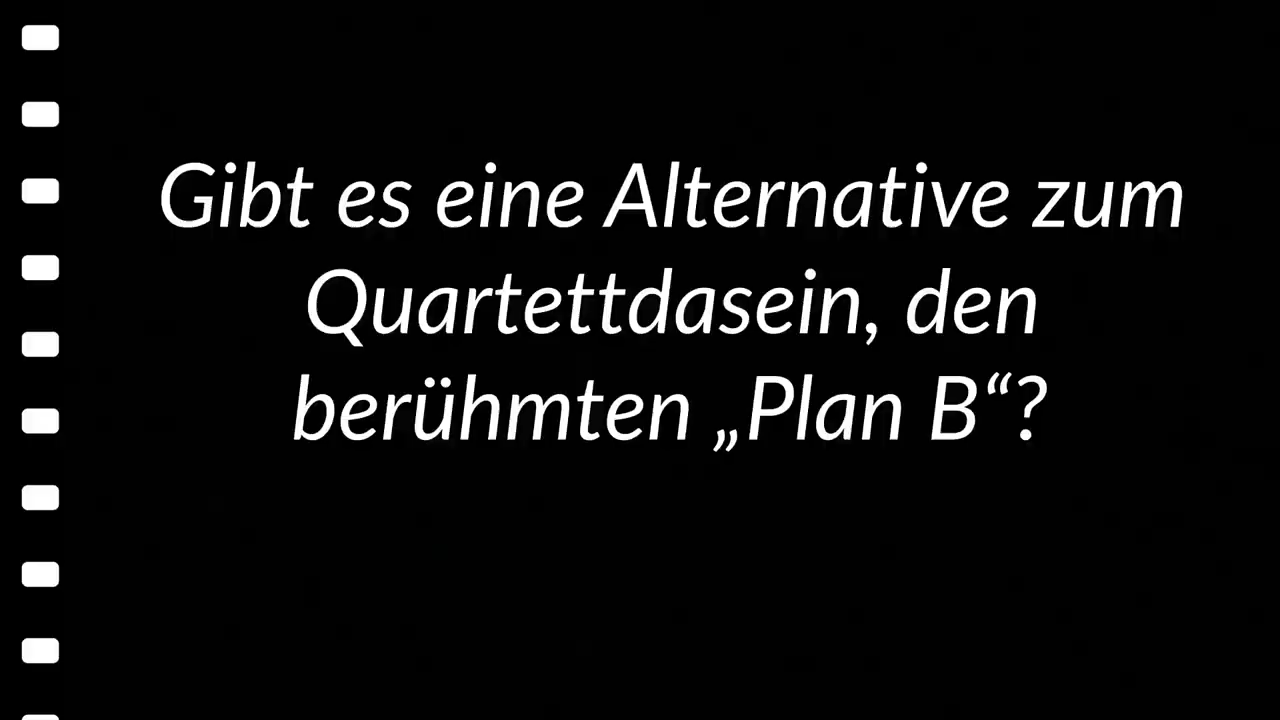 Gibt es eine Alternative zum
Quartettdasein, den
berühmten „Plan B“?